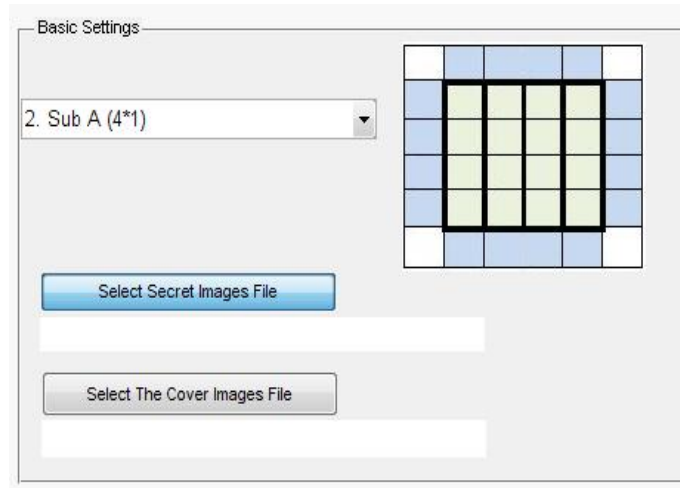 Basic Settings
2. Sub A (4*1)
Select Secret Images File
Select The Cover Images File